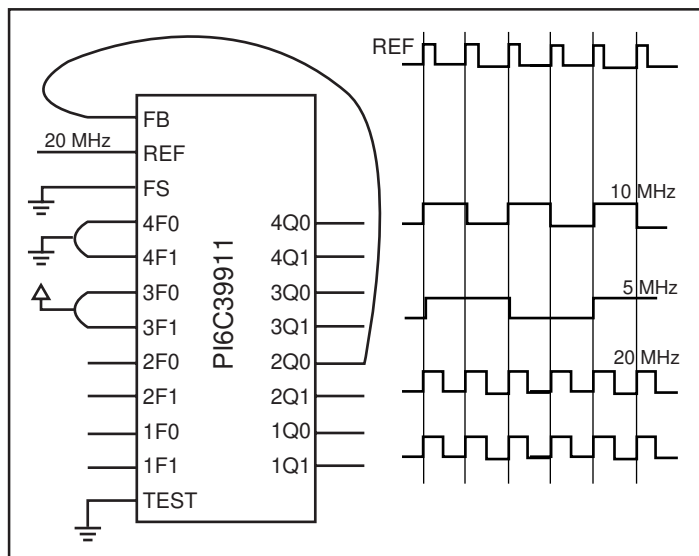 REF
FB
20 MHz
REF
FS
4F0
4F1
3F0
3F1
2F0
2F1
1F0
1F1
TEST
PI6C39911
4Q0
4Q1
3Q0
3Q1
2Q0
2Q1
1Q0
1Q1
10 MHz
5 MHz
20 MHz